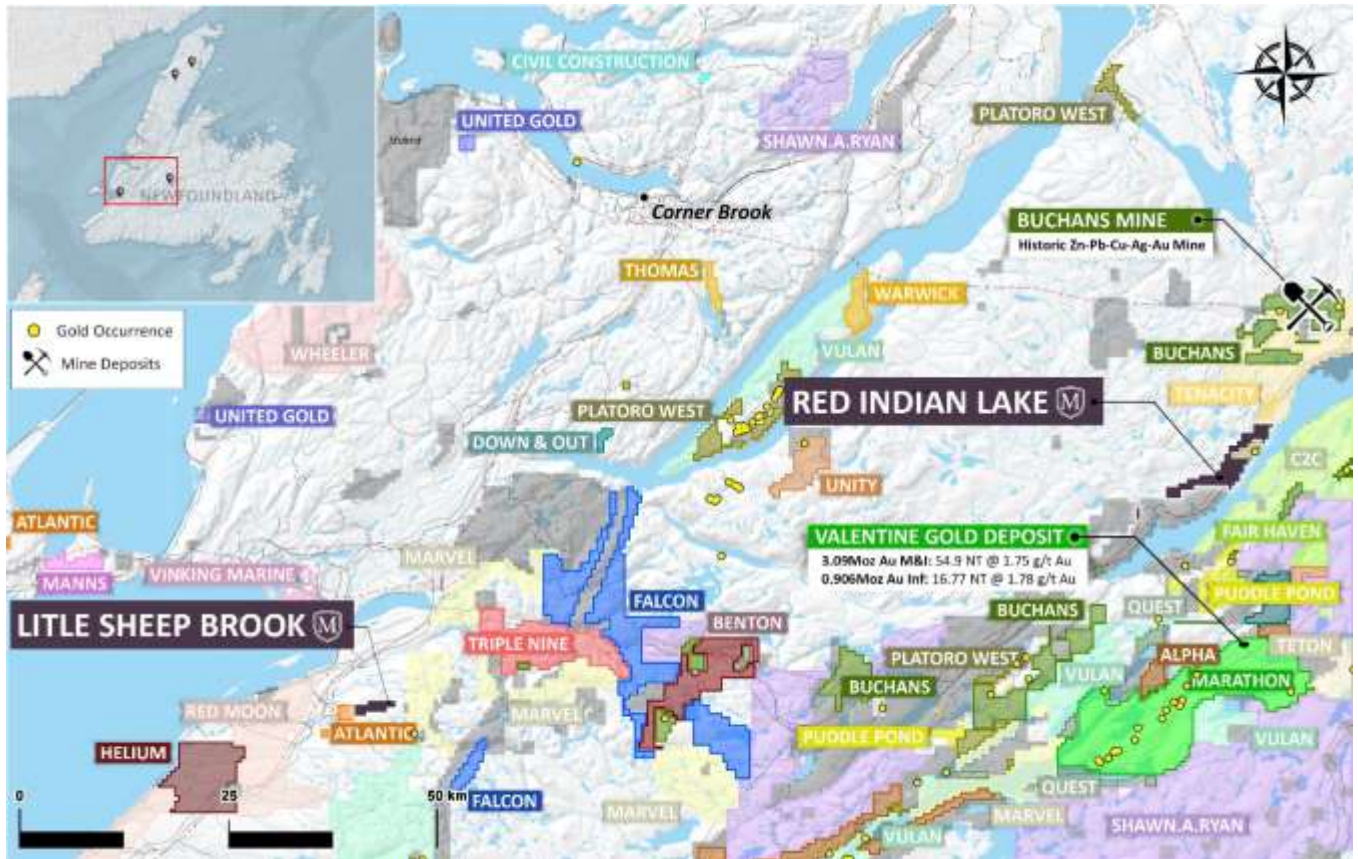 CIVIL CONSTRUCTION
PLATORO WEST
UNITED GOLD
SHAWN.A.RYAN
NEWFOUNDLAND
Corner Brook
BUCHANS MINE
Historic Zn-Pb-Cu-Ag-Au Mine
THOMAS
WARWICK
Gold Occurrence
Mine Deposits
WHEELER
VULAN
BUCHANS
TENACITY
RED INDIAN LAKE M
UNITED GOLD
PLATORO WEST
DOWN & OUT
UNITY
C2C
ATLANTIC
MANNS
VINKING MARINE
MARVEL
VALENTINE GOLD DEPOSIT
3.09Moz Au M&I: 54.9 NT @ 1.75 g/t Au
0.906Moz Au Inf: 16.77 NT @ 1.78 g/t Au
FAIR HAVEN
PUDDLE POND
LITLE SHEEP BROOK M
FALCON
BENTON
BUCHANS
QUEST
TRIPLE NINE
PLATORO WEST
ALPHA
TETON
BUCHANS
VULAN
MARATHON
RED MOON
ATLANTIC
MARVEL
PUDDLE POND
VULAN
HELIUM
QUEST
0
25
50 km
FALCON
MARVEL
MARVEL
VULAN
SHAWN.A.RYAN